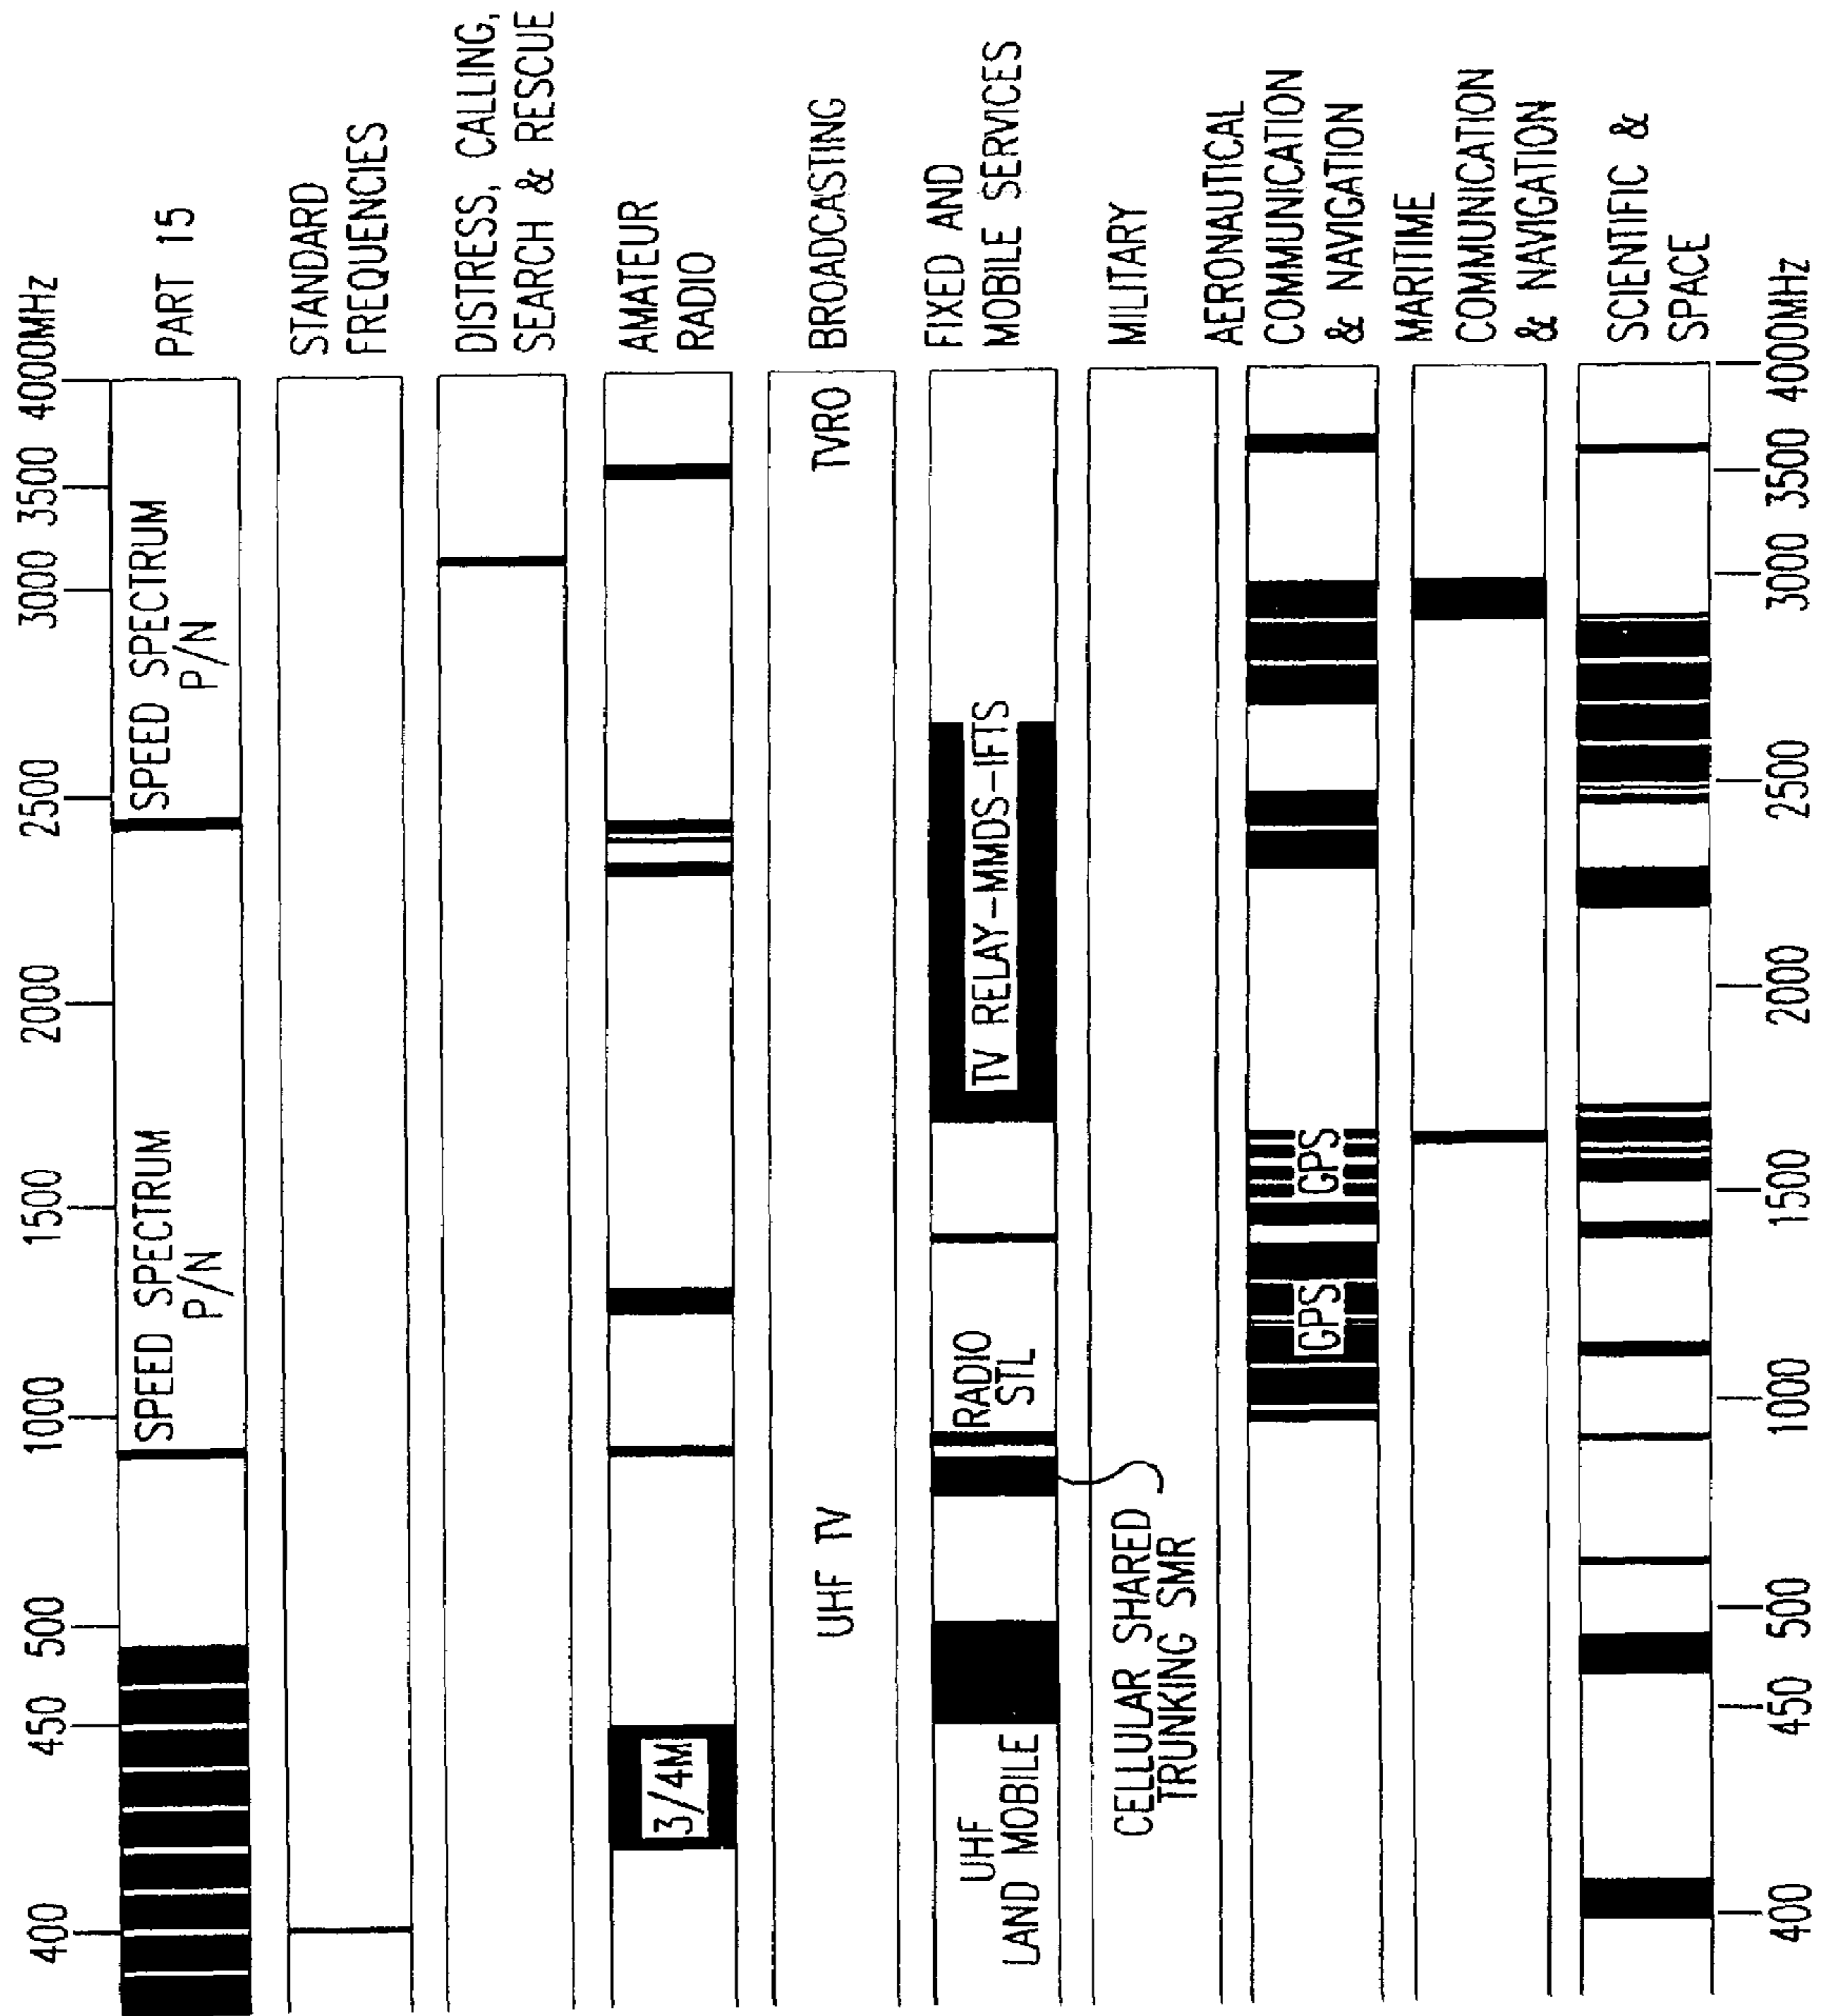 400 450 500 1000 1500 2000 2500 3000 3500 4000MHz
SPEED SPECTRUM
P/N
SPEED SPECTRUM
P/N
PART 15
STANDARD
FREQUENCIES
DISTRESS, CALLING,
SEARCH & RESCUE
3/4M
AMATEUR
RADIO
UHF TV
TVRO
BROADCASTING
UHF
LAND MOBILE
RADIO
STL
TV RELAY-MMDS-IFTS
FIXED AND
MOBILE SERVICES
CELLULAR SHARED
TRUNKING SMR
MILITARY
GPS
GPS
AERONAUTICAL
COMMUNICATION
& NAVIGATION
MARITIME
COMMUNICATION
& NAVIGATION
SCIENTIFIC &
SPACE
400 450 500 1000 1500 2000 2500 3000 3500 4000MHz